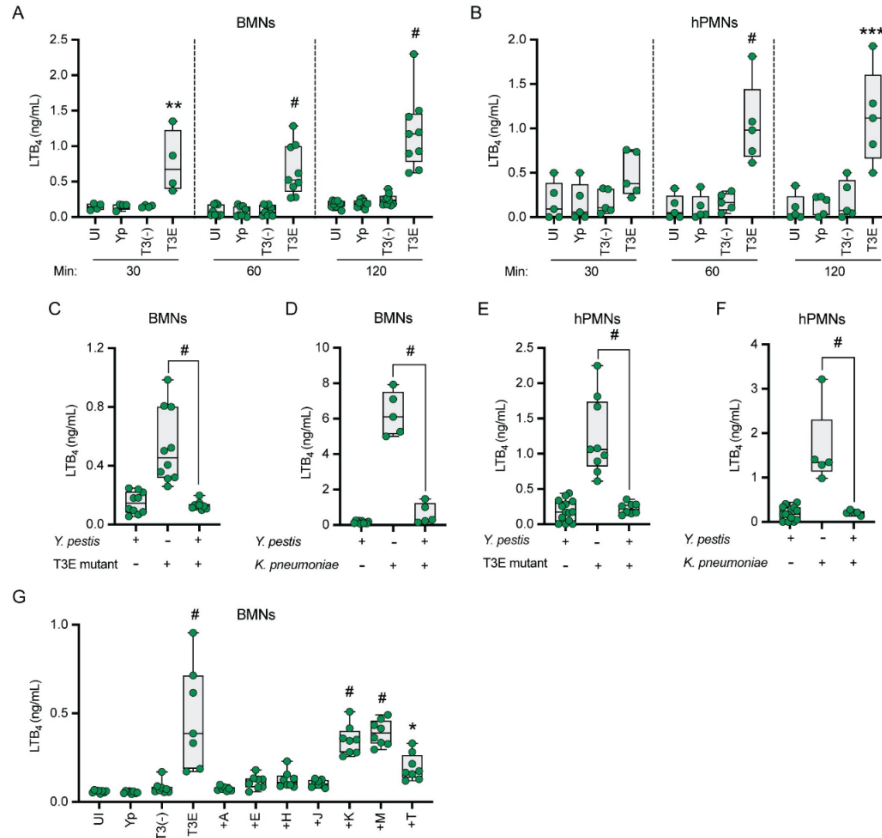 A
BMNs
LTB4 (ng/mL)
2.5
2.0
1.5
1.0
0.5
0.0
**
#
#
UI Yp T3(-) T3E UI Yp T3(-) T3E UI Yp T3(-) T3E
Min: 30 60 120
B
hPMNs
LTB4 (ng/mL)
2.0
1.5
1.0
0.5
0.0
#
***
UI Yp T3(-) T3E UI Yp T3(-) T3E UI Yp T3(-) T3E
Min: 30 60 120
C
BMNs
#
LTB4 (ng/mL)
1.2
0.8
0.4
0.0
Y. pestis + - +
T3E mutant - + +
D
BMNs
#
LTB4 (ng/mL)
10
8
6
4
2
0
Y. pestis + - +
K. pneumoniae - + +
E
hPMNs
#
LTB4 (ng/mL)
2.5
2.0
1.5
1.0
0.5
0.0
Y. pestis + - +
T3E mutant - + +
F
hPMNs
#
LTB4 (ng/mL)
4
3
2
1
0
Y. pestis + - +
K. pneumoniae - + +
G
BMNs
LTB4 (ng/mL)
1.0
0.5
0.0
#
#
#
*
UI Yp T3(-) T3E +A +E +H +J +K +M +T